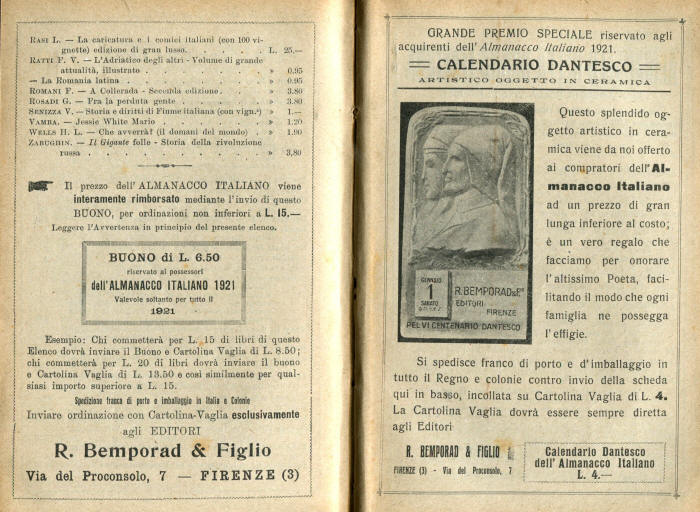 RASI L. — La caricatura e i comici italiani (con 100 vi-
gnette) edizione di gran lusso. . . . . . L. 25.—
RATTI F. V. — L'Adriatico degli altri - Volume di grande
attualità, illustrato . . . . . . . . » 0.95
— La Romania latina . . . . . . . . » 0.95
ROMANI F. — A Collerada - Seconda edizione. . . . . » 3.80
ROSADI G. — Fra la perduta gente . . . . . . » 3.80
SENIZZA V. — Storia e diritti di Fiume italiana (con vign.e) » 1.—
VAMBA. — Jessie White Mario . . . . . . . » 1.20
WELLS H. L. — Che avverrà? (il domani del mondo) . . » 1.90
ZABUGHIN. — Il Gigante folle - Storia della rivoluzione
russa . . . . . . . . . . » 3,80
Il prezzo dell'ALMANACCO ITALIANO viene
interamente rimborsato mediante l'invio di questo
BUONO, per ordinazioni non inferiori a L. 15.—
Leggere l'Avvertenza in principio del presente elenco.
BUONO di L. 6.50
riservato ai possessori
dell'ALMANACCO ITALIANO 1921
Valevole soltanto per tutto il
1921
Esempio: Chi commetterà per L. 15 di libri di questo
Elenco dovrà inviare il Buono e Cartolina Vaglia di L. 8.50;
chi commetterà per L. 20 di libri dovrà inviare il buono
e Cartolina Vaglia di L. 13.50 e così similmente per qual-
siasi importo superiore a L. 15.
Spedizione franca di porto e imballaggio in Italia e Colonie
Inviare ordinazione con Cartolina-Vaglia esclusivamente
agli EDITORI
R. Bemporad & Figlio
Via del Proconsolo, 7 — FIRENZE (3)
GRANDE PREMIO SPECIALE riservato agli
acquirenti dell'Almanacco Italiano 1921.
CALENDARIO DANTESCO
ARTISTICO OGGETTO IN CERAMICA
GENNAIO
1
SABATO
R. BEMPORAD & F.º
EDITORI
FIRENZE
PEL VI CENTENARIO DANTESCO
Questo splendido og-
getto artistico in cera-
mica viene da noi offerto
ai compratori dell'Al-
manacco Italiano
ad un prezzo di gran
lunga inferiore al costo;
è un vero regalo che
facciamo per onorare
l'altissimo Poeta, faci-
litando il modo che ogni
famiglia ne possegga
l'effigie.
Si spedisce franco di porto e d'imballaggio in
tutto il Regno e colonie contro invio della scheda
qui in basso, incollata su Cartolina Vaglia di L. 4.
La Cartolina Vaglia dovrà essere sempre diretta
agli Editori
R. BEMPORAD & FIGLIO
FIRENZE (3) - Via del Proconsolo, 7
Calendario Dantesco
dell'Almanacco Italiano
L. 4.—